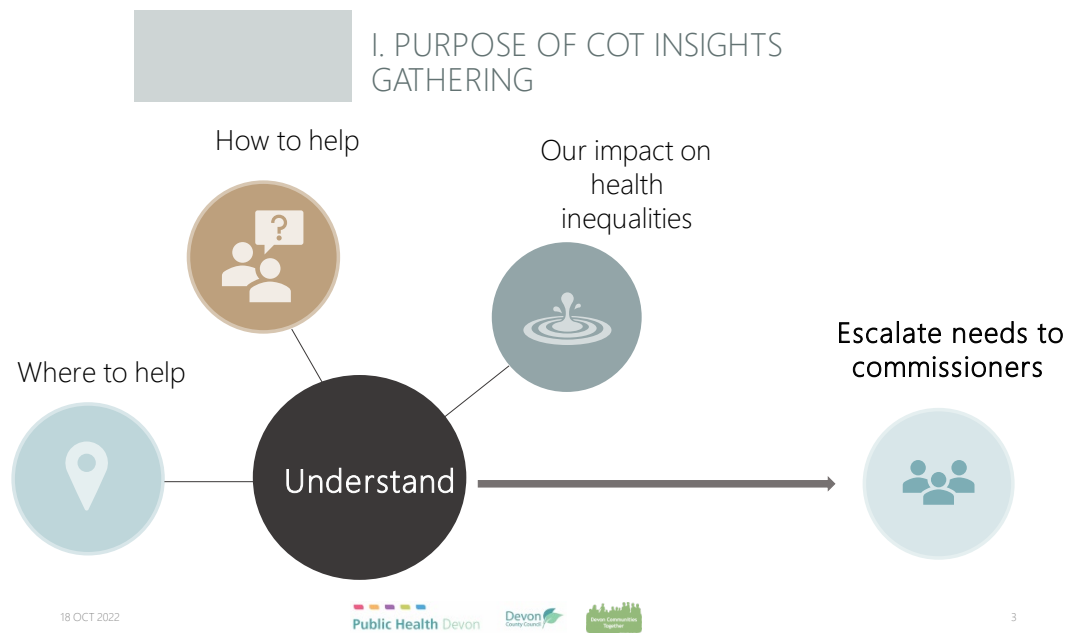 I. PURPOSE OF COT INSIGHTS
GATHERING
How to help
Our impact on
health
inequalities
?
Escalate needs to
commissioners
Where to help
Understand
18 OCT 2022
Public Health Devon
Devon
County Council
Devon Communities
Together
3